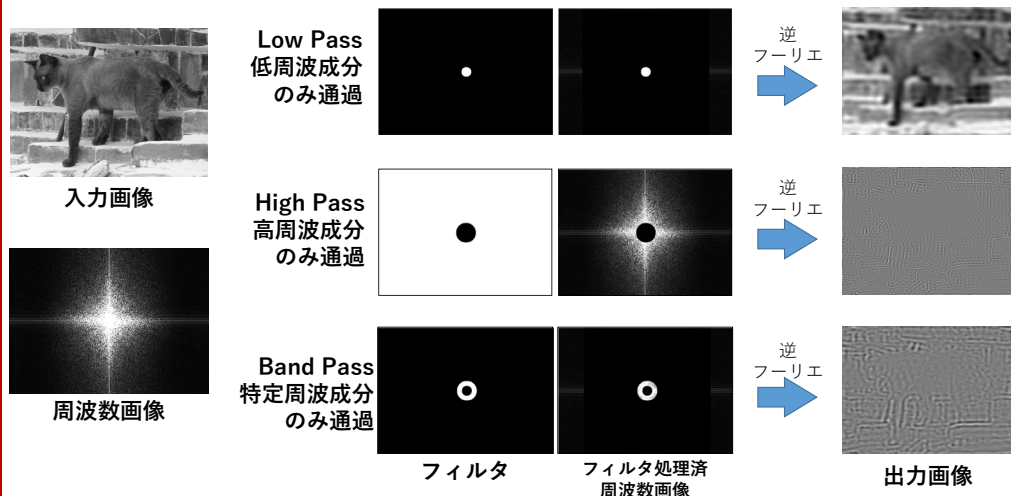 入力画像
周波数画像
Low Pass
低周波成分
のみ通過
逆
フーリエ
High Pass
高周波成分
のみ通過
逆
フーリエ
Band Pass
特定周波成分
のみ通過
逆
フーリエ
フィルタ
フィルタ処理済
周波数画像
出力画像